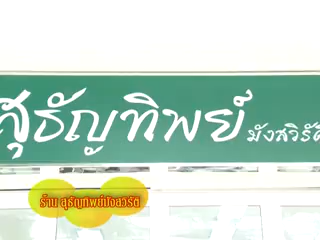 สุธัญทิพย์ มังสวิรัติ
ร้าน สุธัญทิพย์มังสวิรัติ